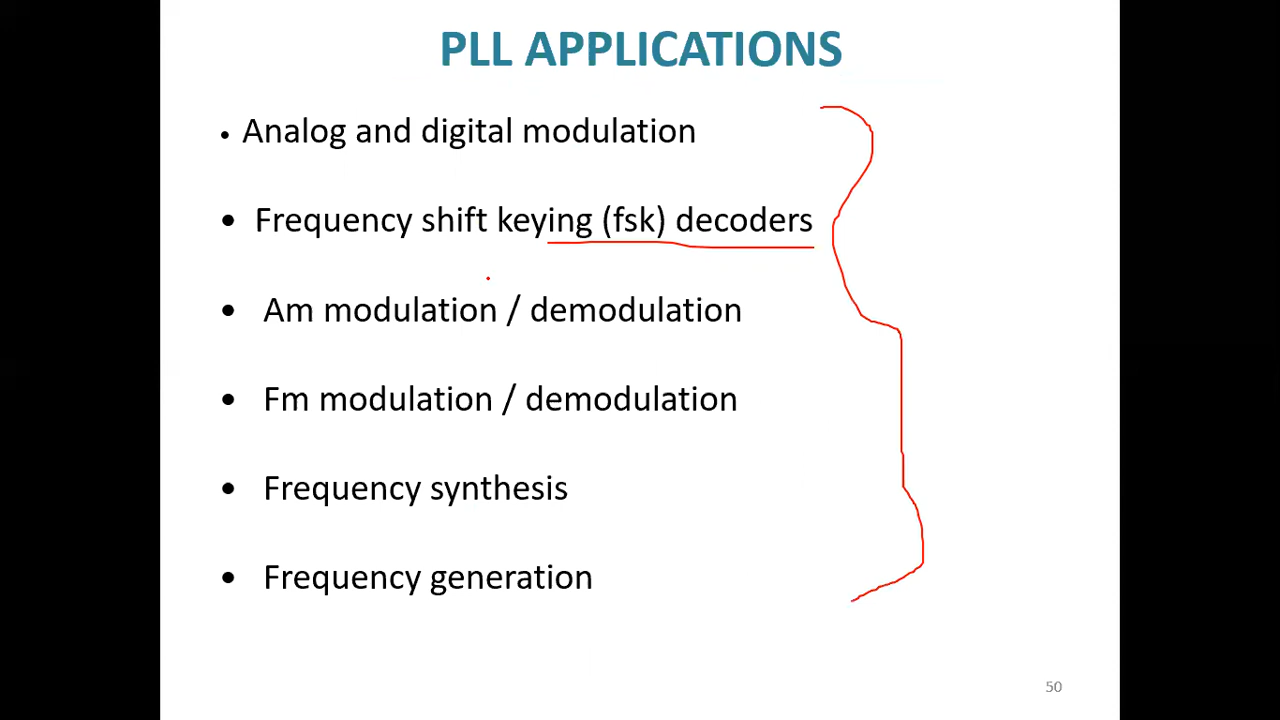 PLL APPLICATIONS
• Analog and digital modulation
• Frequency shift keying (fsk) decoders
• Am modulation / demodulation
• Fm modulation / demodulation
• Frequency synthesis
• Frequency generation
50